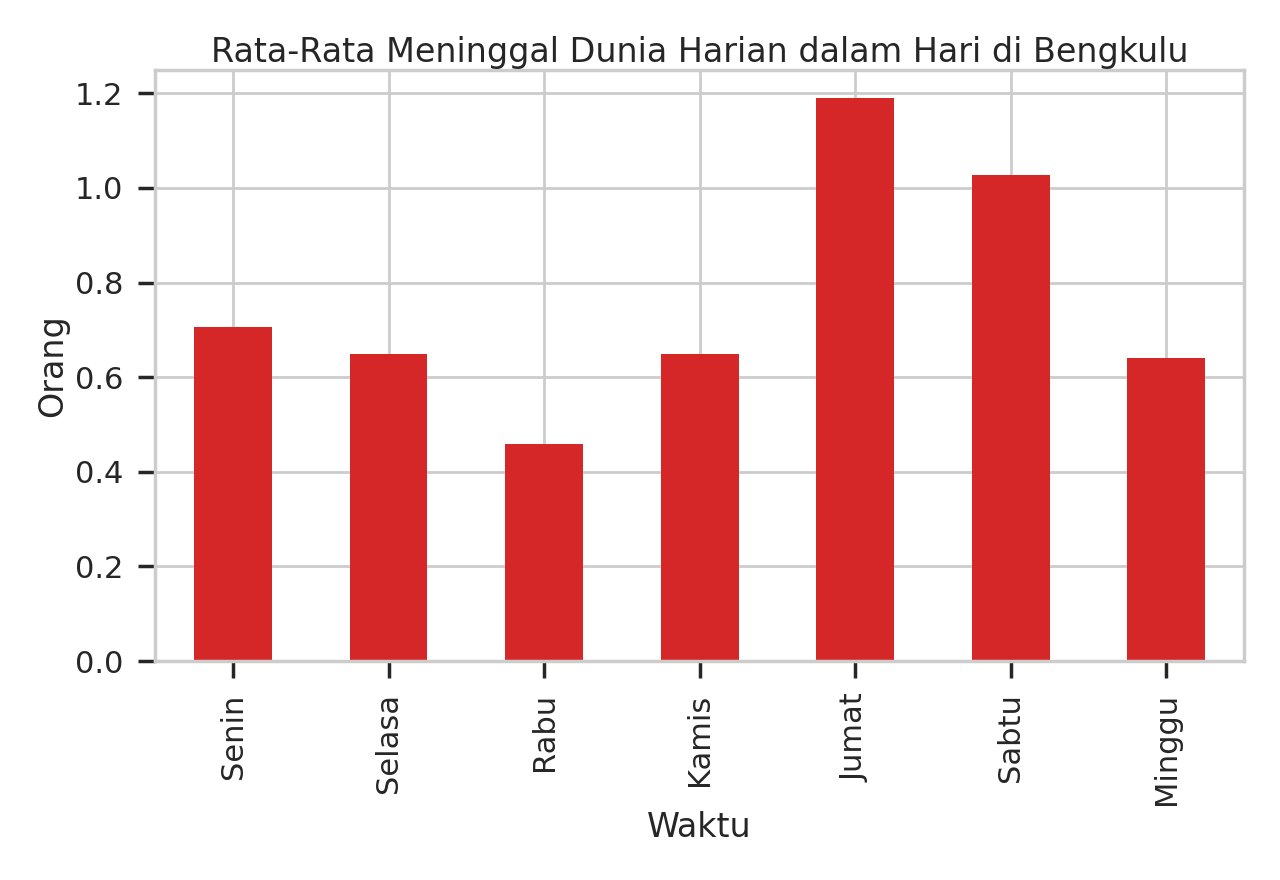 Rata-Rata Meninggal Dunia Harian dalam Hari di Bengkulu
1.2
1.0
0.8
0.6
0.4
0.2
0.0
Orang
Senin
Selasa
Rabu
Kamis
Jumat
Sabtu
Minggu
Waktu